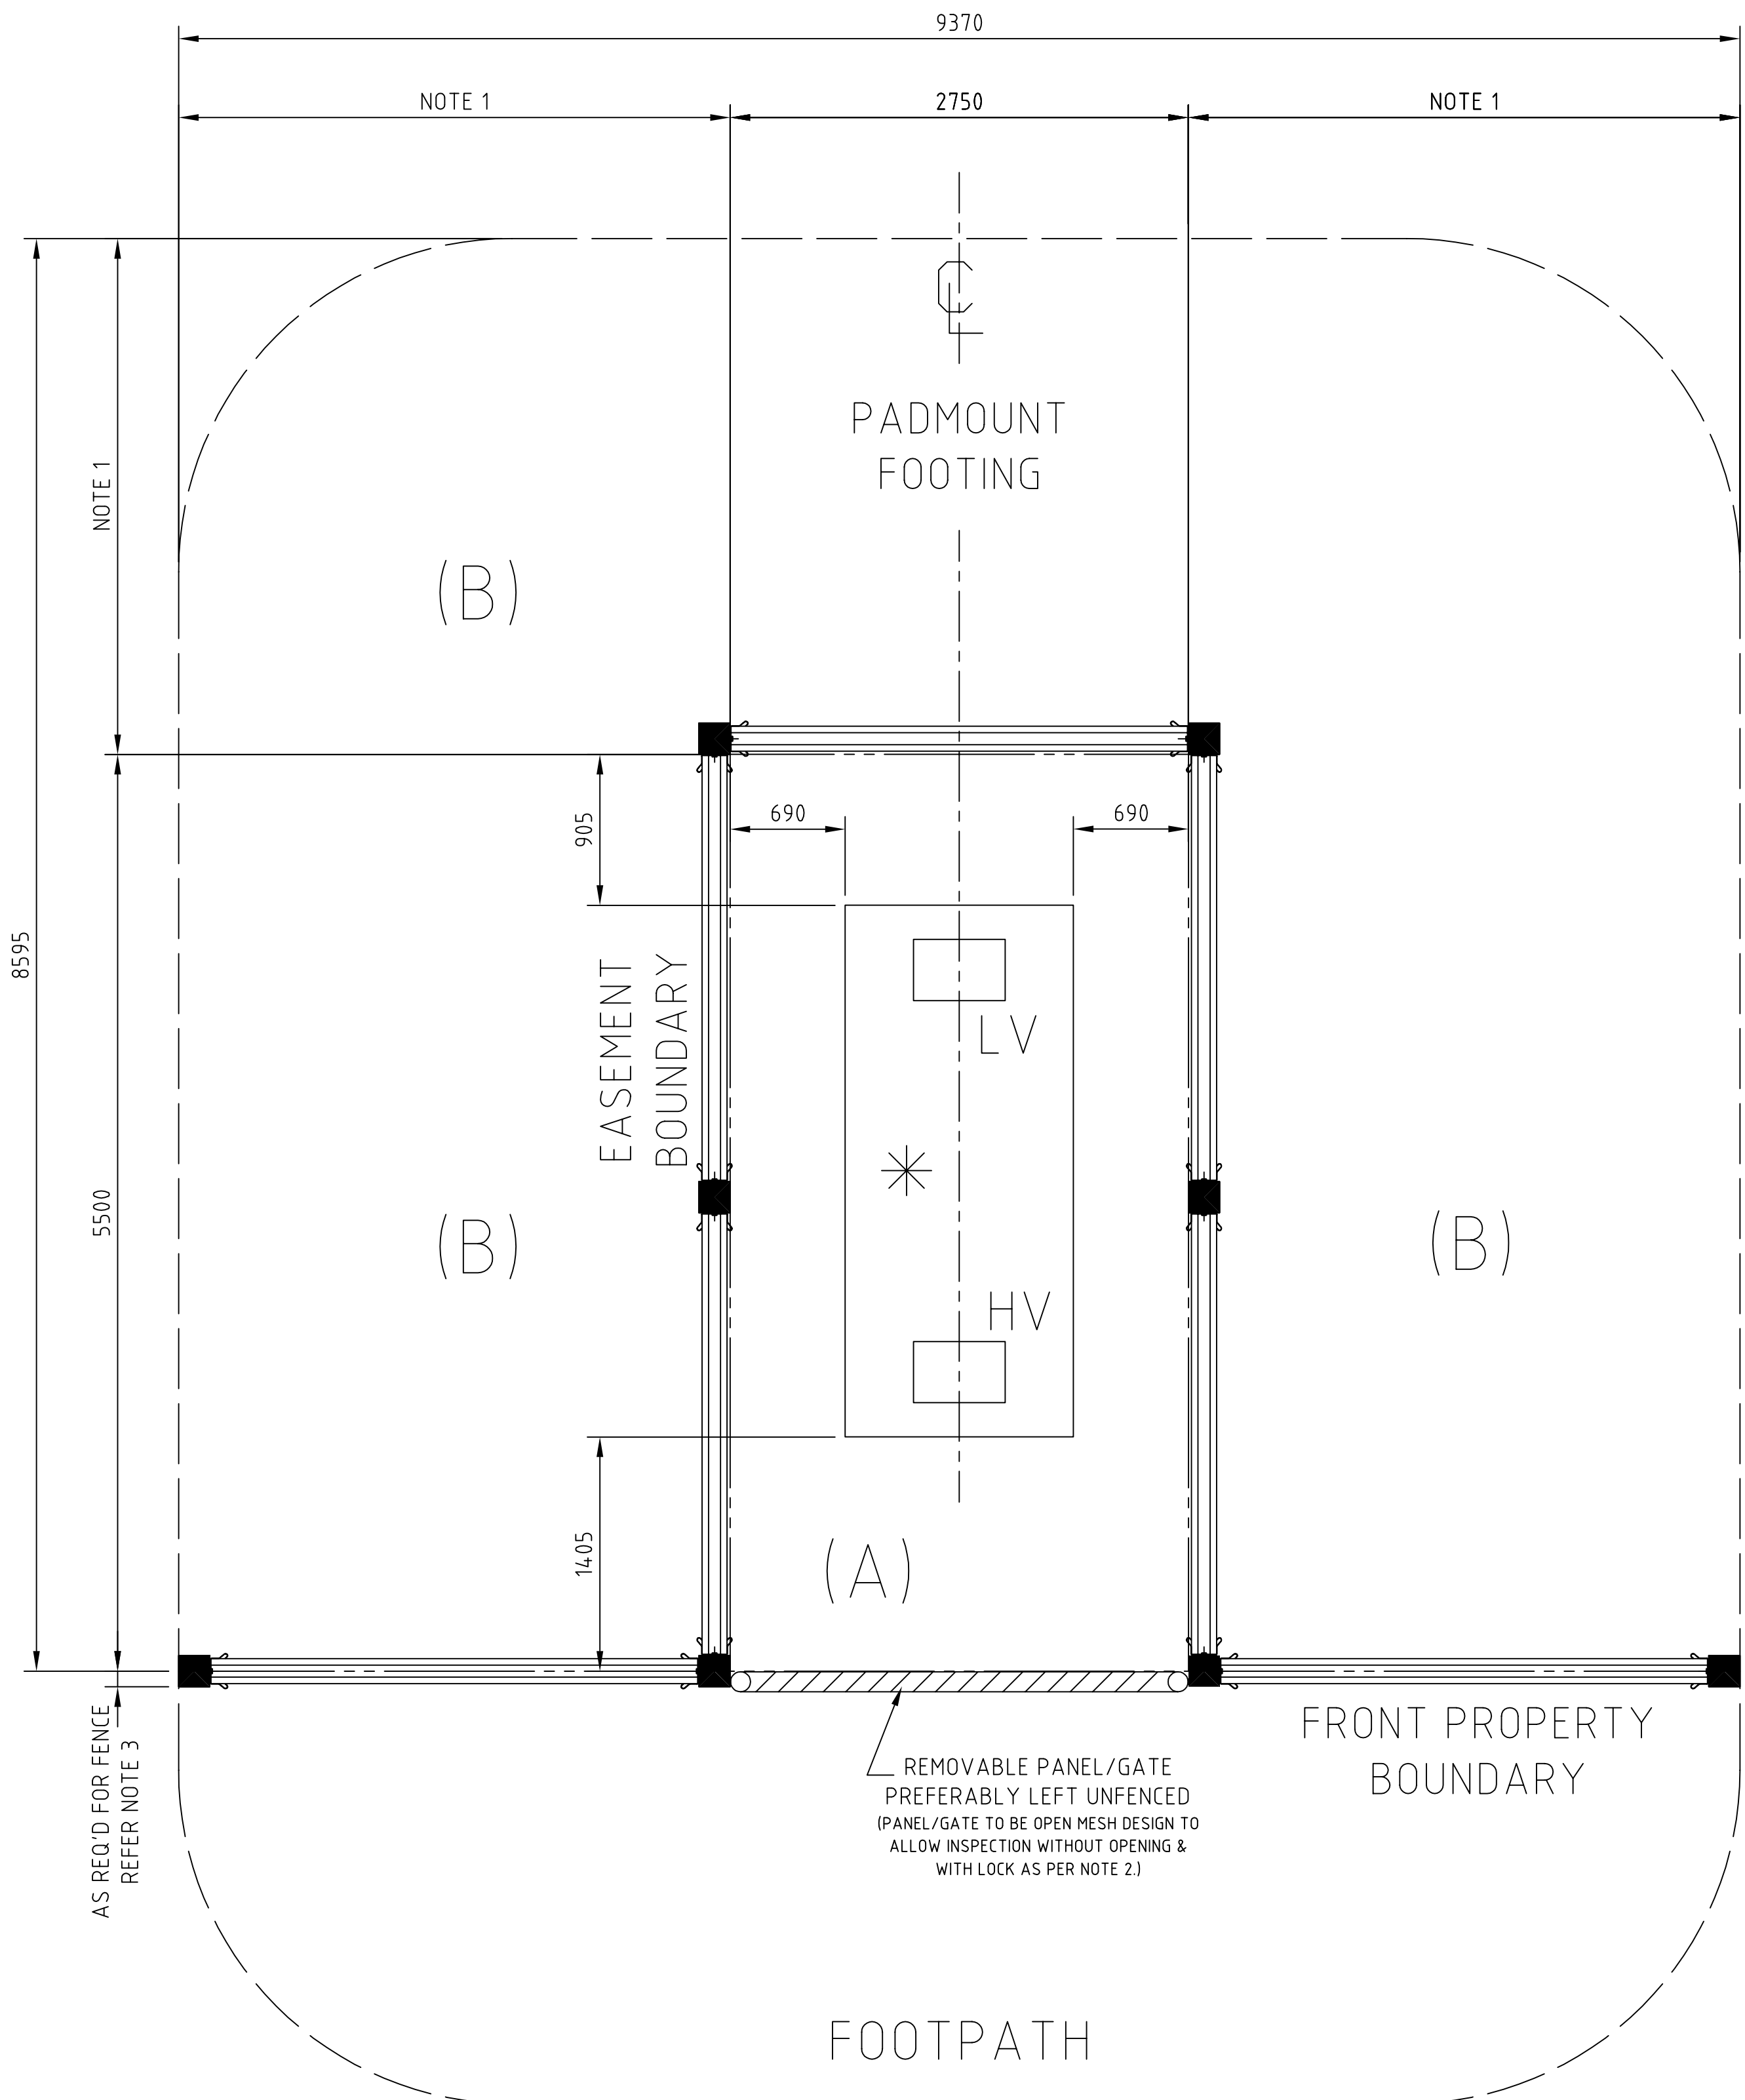 9370
NOTE 1
2750
NOTE 1
℄
PADMOUNT
FOOTING
NOTE 1
(B)
905
690
690
8595
EASEMENT
BOUNDARY
LV
5500
(B)
(B)
HV
1405
(A)
AS REQ'D FOR FENCE
REFER NOTE 3
REMOVABLE PANEL/GATE
PREFERABLY LEFT UNFENCED
(PANEL/GATE TO BE OPEN MESH DESIGN TO
ALLOW INSPECTION WITHOUT OPENING &
WITH LOCK AS PER NOTE 2.)
FRONT PROPERTY
BOUNDARY
FOOTPATH